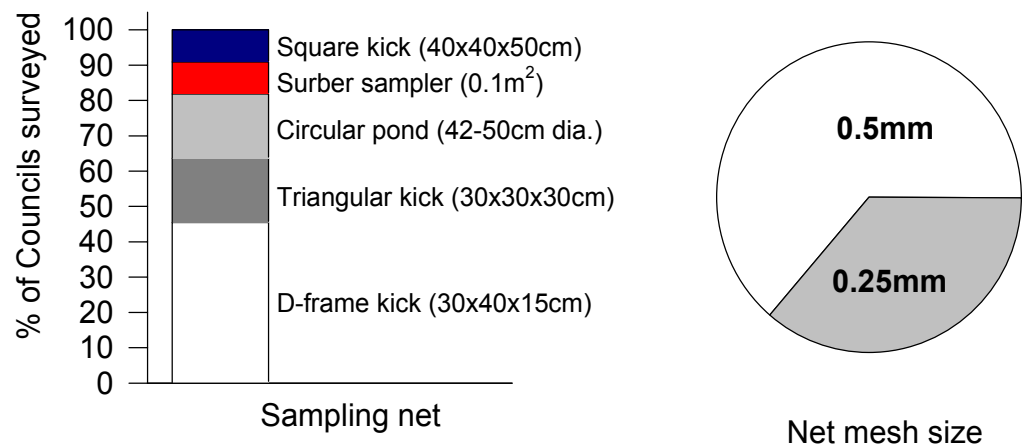 % of Councils surveyed
100
90
80
70
60
50
40
30
20
10
0
Square kick (40x40x50cm)
Surber sampler (0.1m²)
Circular pond (42-50cm dia.)
Triangular kick (30x30x30cm)
D-frame kick (30x40x15cm)
Sampling net
0.5mm
0.25mm
Net mesh size